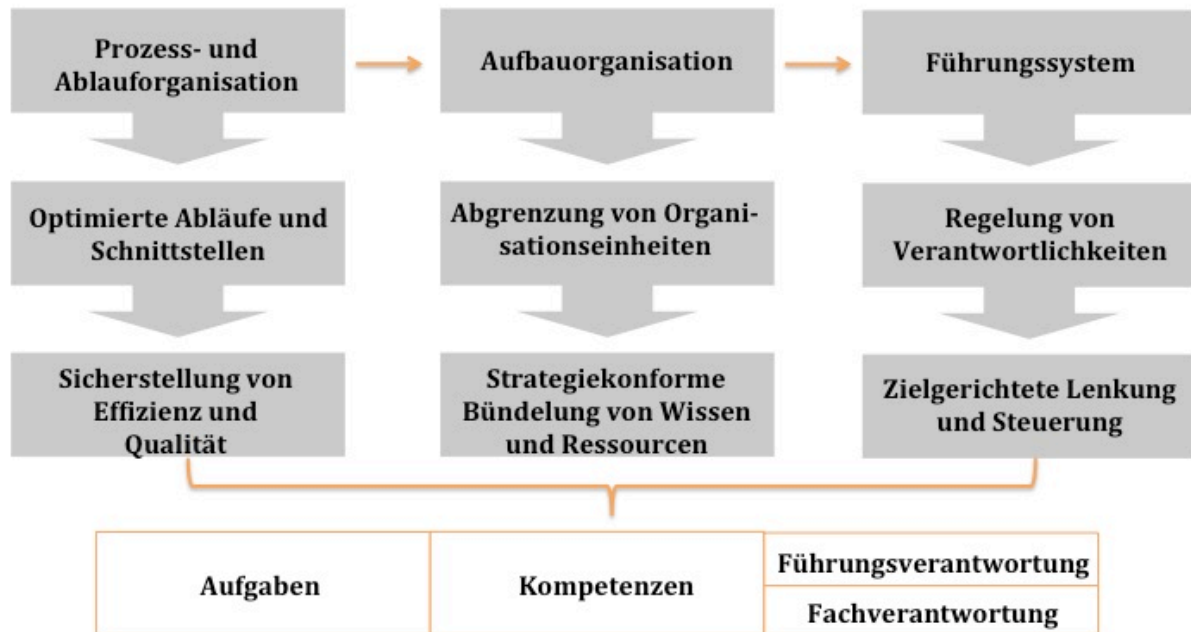 Prozess- und
Ablauforganisation
Aufbauorganisation
Führungssystem
Optimierte Abläufe und
Schnittstellen
Abgrenzung von Organi-
sationseinheiten
Regelung von
Verantwortlichkeiten
Sicherstellung von
Effizienz und
Qualität
Strategiekonforme
Bündelung von Wissen
und Ressourcen
Zielgerichtete Lenkung
und Steuerung
Aufgaben
Kompetenzen
Führungsverantwortung
Fachverantwortung